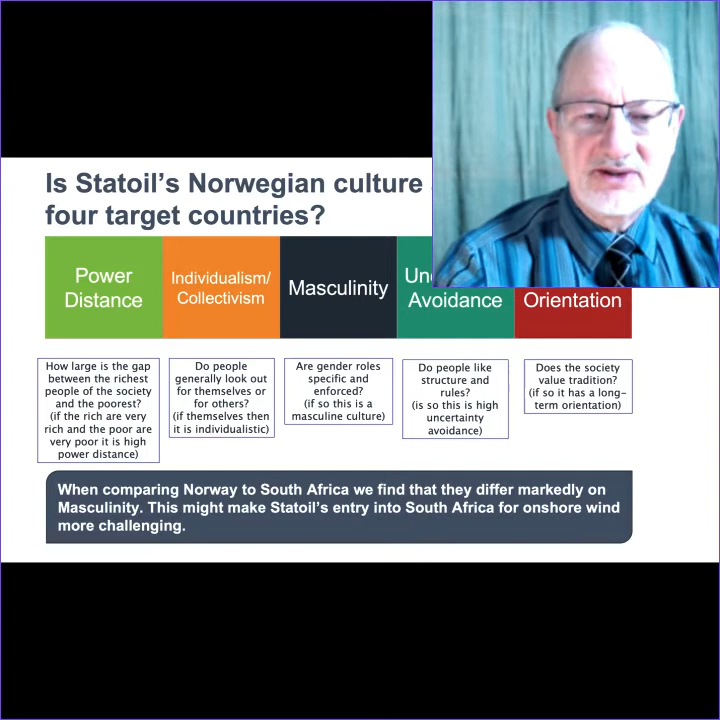 Is Statoil's Norwegian culture
four target countries?
Power
Distance
Individualism/
Collectivism
Masculinity
Avoidance
Orientation
How large is the gap
between the richest
people of the society
and the poorest?
(if the rich are very
rich and the poor are
very poor it is high
power distance)
Do people
generally look out
for themselves or
for others?
(if themselves then
it is individualistic)
Are gender roles
specific and
enforced?
(if so this is a
masculine culture)
Do people like
structure and
rules?
(is so this is high
uncertainty
avoidance)
Does the society
value tradition?
(if so it has a long-
term orientation)
When comparing Norway to South Africa we find that they differ markedly on
Masculinity. This might make Statoil's entry into South Africa for onshore wind
more challenging.